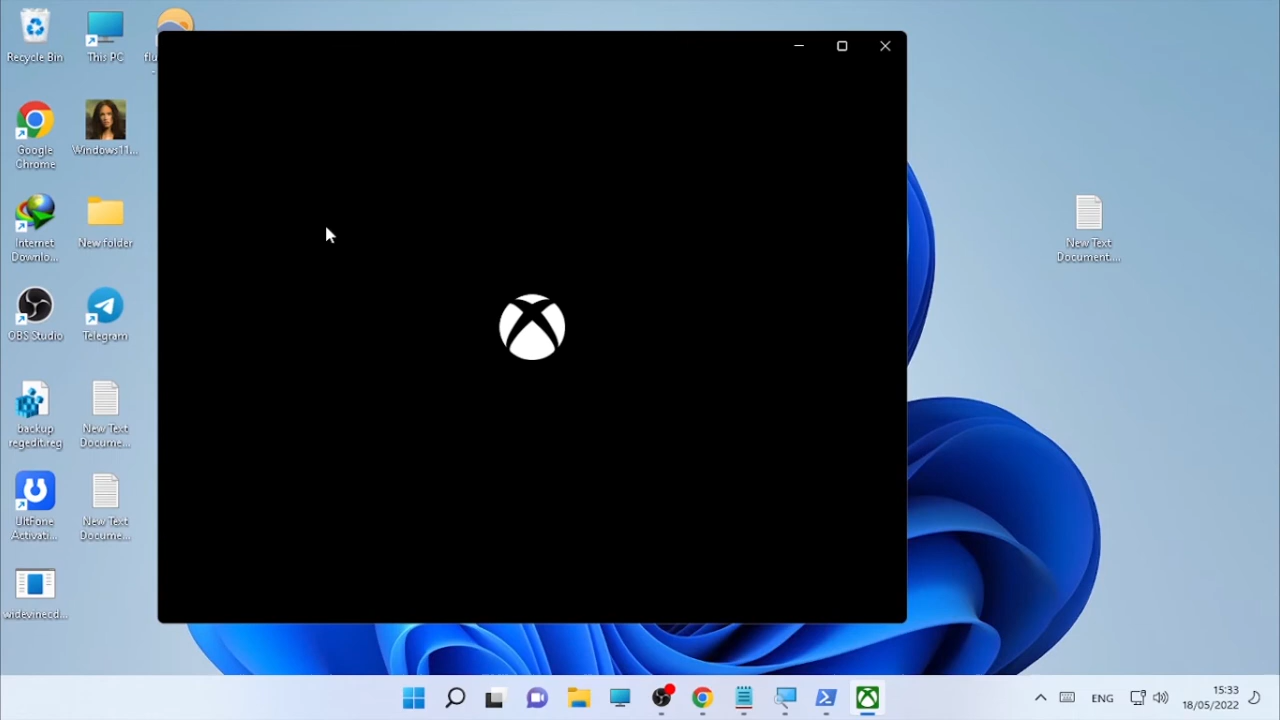 Recycle Bin
This PC
flu
Google
Chrome
Windows11...
Internet
Downlo...
New folder
OBS Studio
Telegram
backup
regedit.reg
New Text
Docume...
UltFone
Activati...
New Text
Docume...
widevinecd...
New Text
Document....
ENG
15:33
18/05/2022